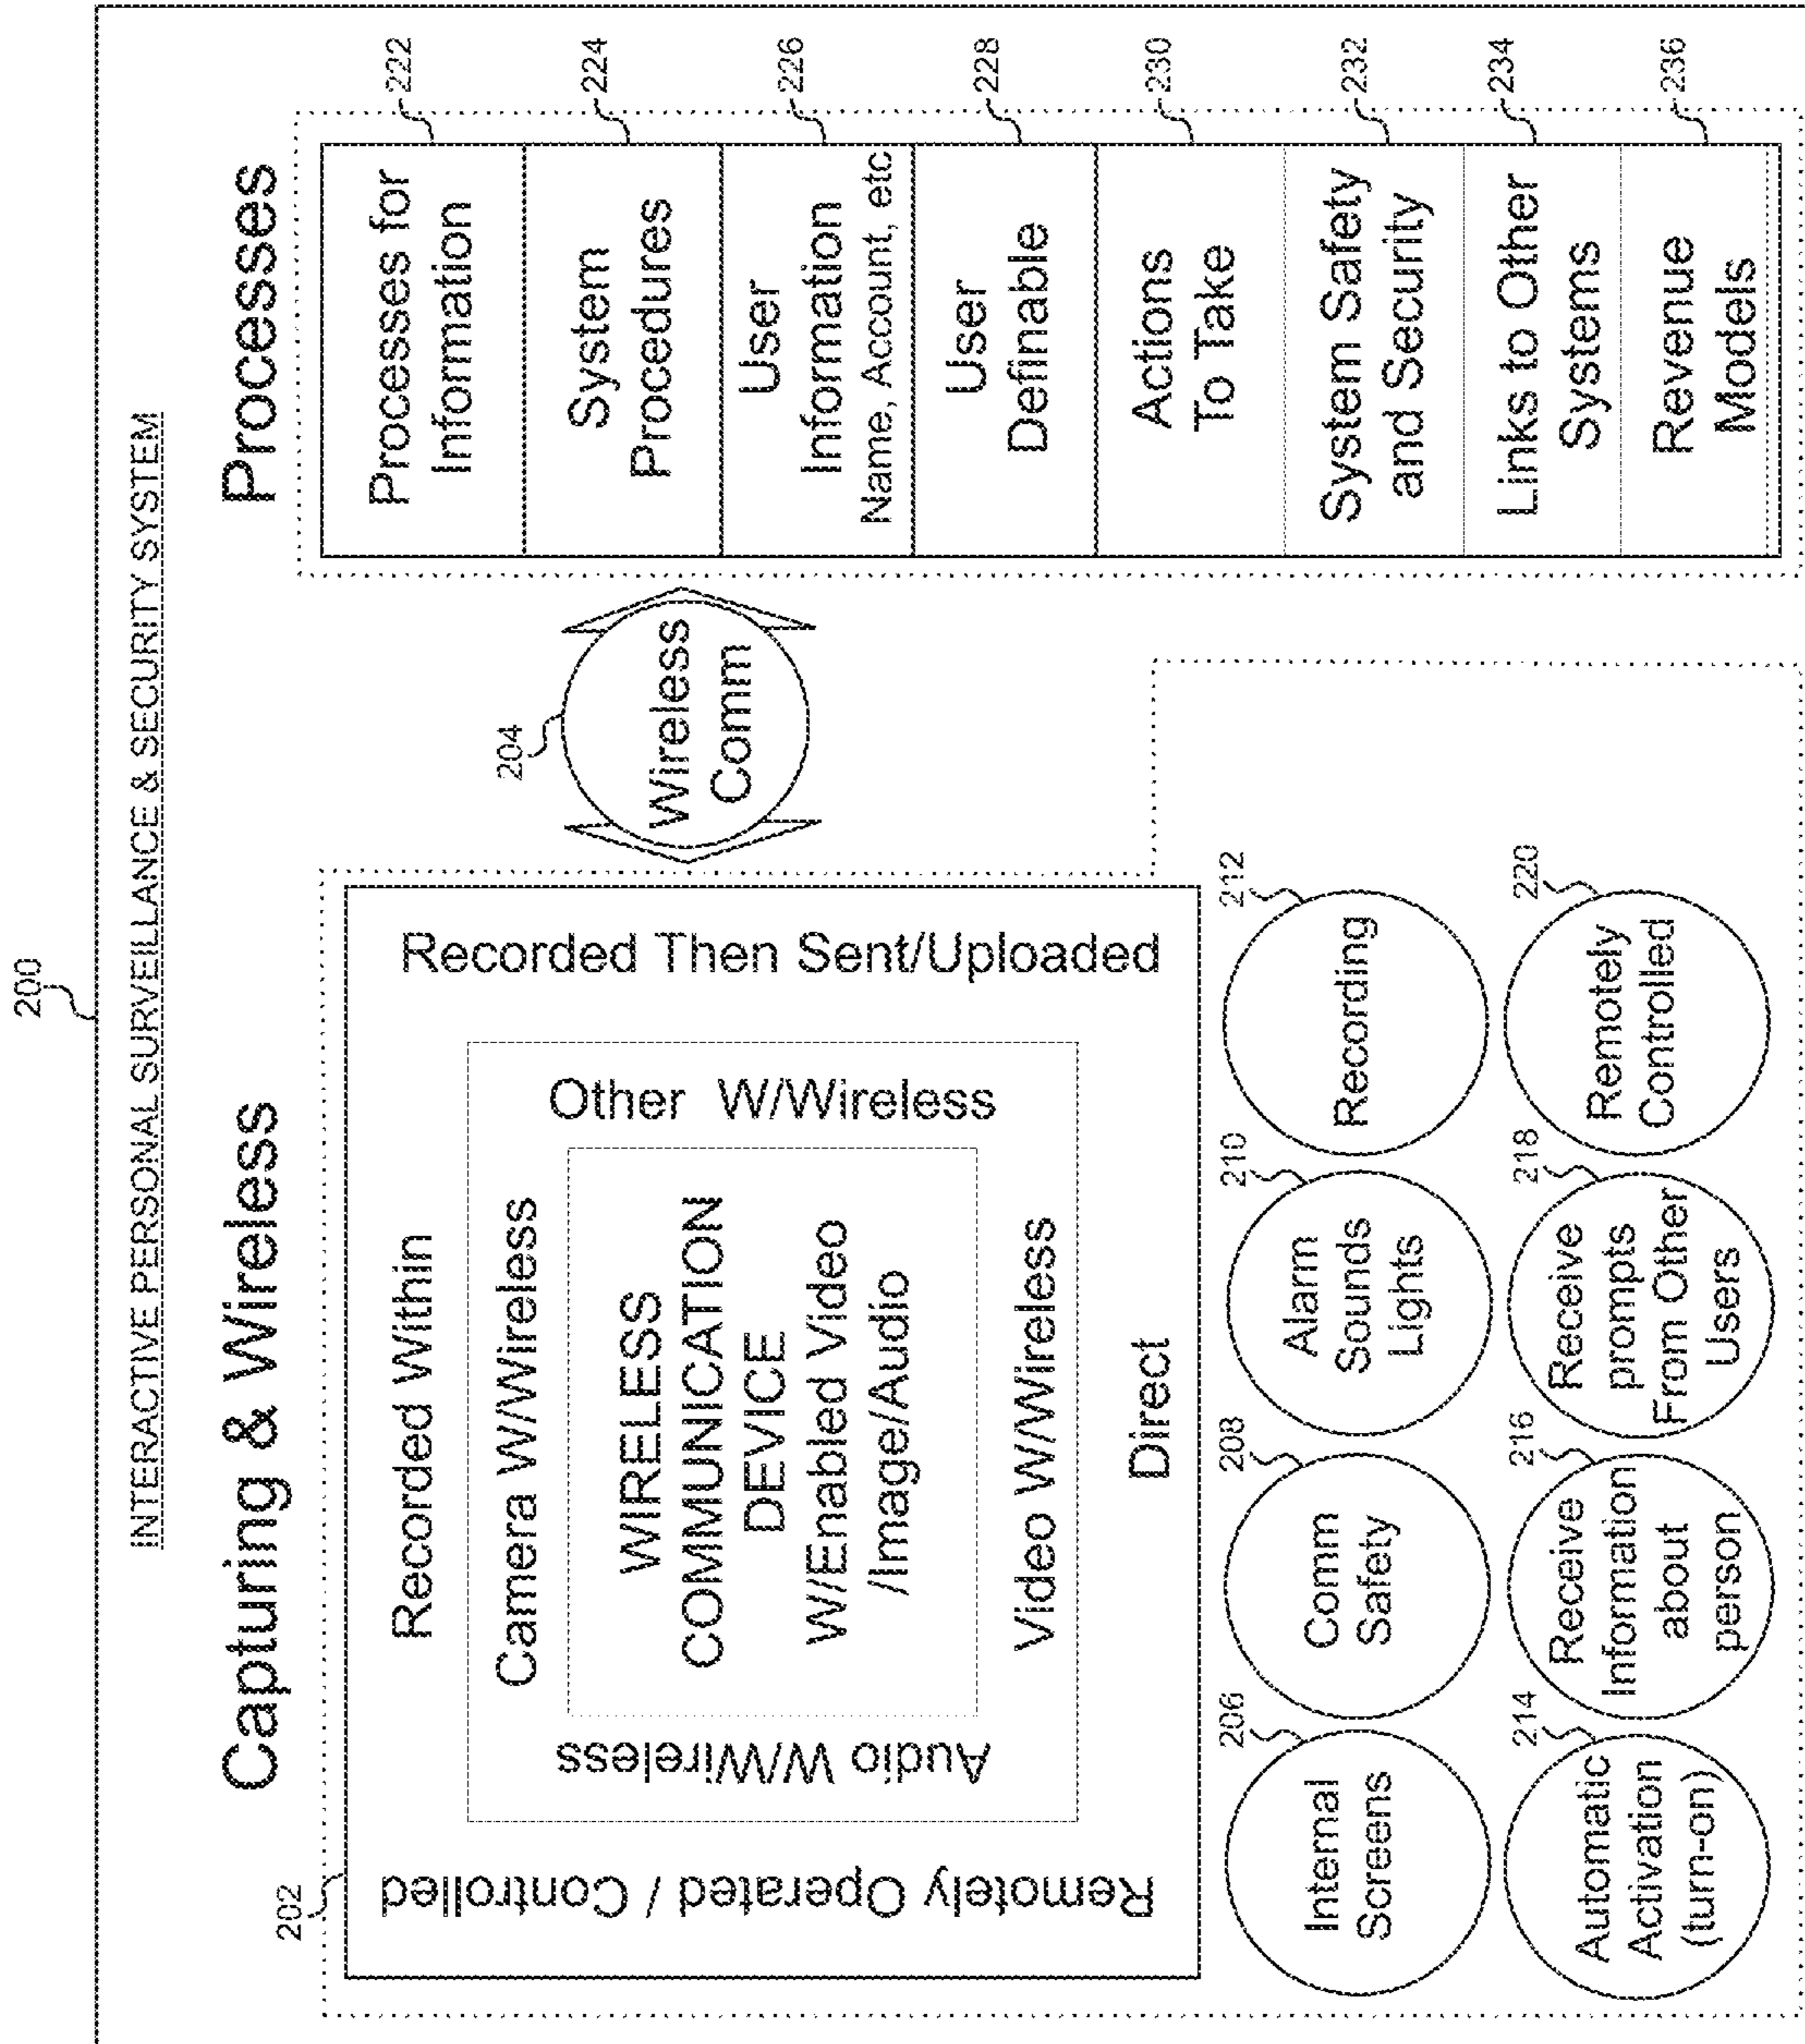 200
INTERACTIVE PERSONAL SURVEILLANCE & SECURITY SYSTEM
Capturing & Wireless
202
Recorded Within
Camera W/Wireless
WIRELESS
COMMUNICATION
DEVICE
W/Enabled Video
/Image/Audio
Video W/Wireless
Direct
Remotely Operated / Controlled
Audio W/Wireless
Other W/Wireless
Recorded Then Sent/Uploaded
204
Wireless
Comm
206
Internal
Screens
208
Comm
Safety
210
Alarm
Sounds
Lights
212
Recording
214
Automatic
Activation
(turn-on)
216
Receive
Information
about
person
218
Receive
prompts
From Other
Users
220
Remotely
Controlled
Processes
Processes for
Information
222
System
Procedures
224
User
Information
Name, Account, etc
226
User
Definable
228
Actions
To Take
230
System Safety
and Security
232
Links to Other
Systems
234
Revenue
Models
236